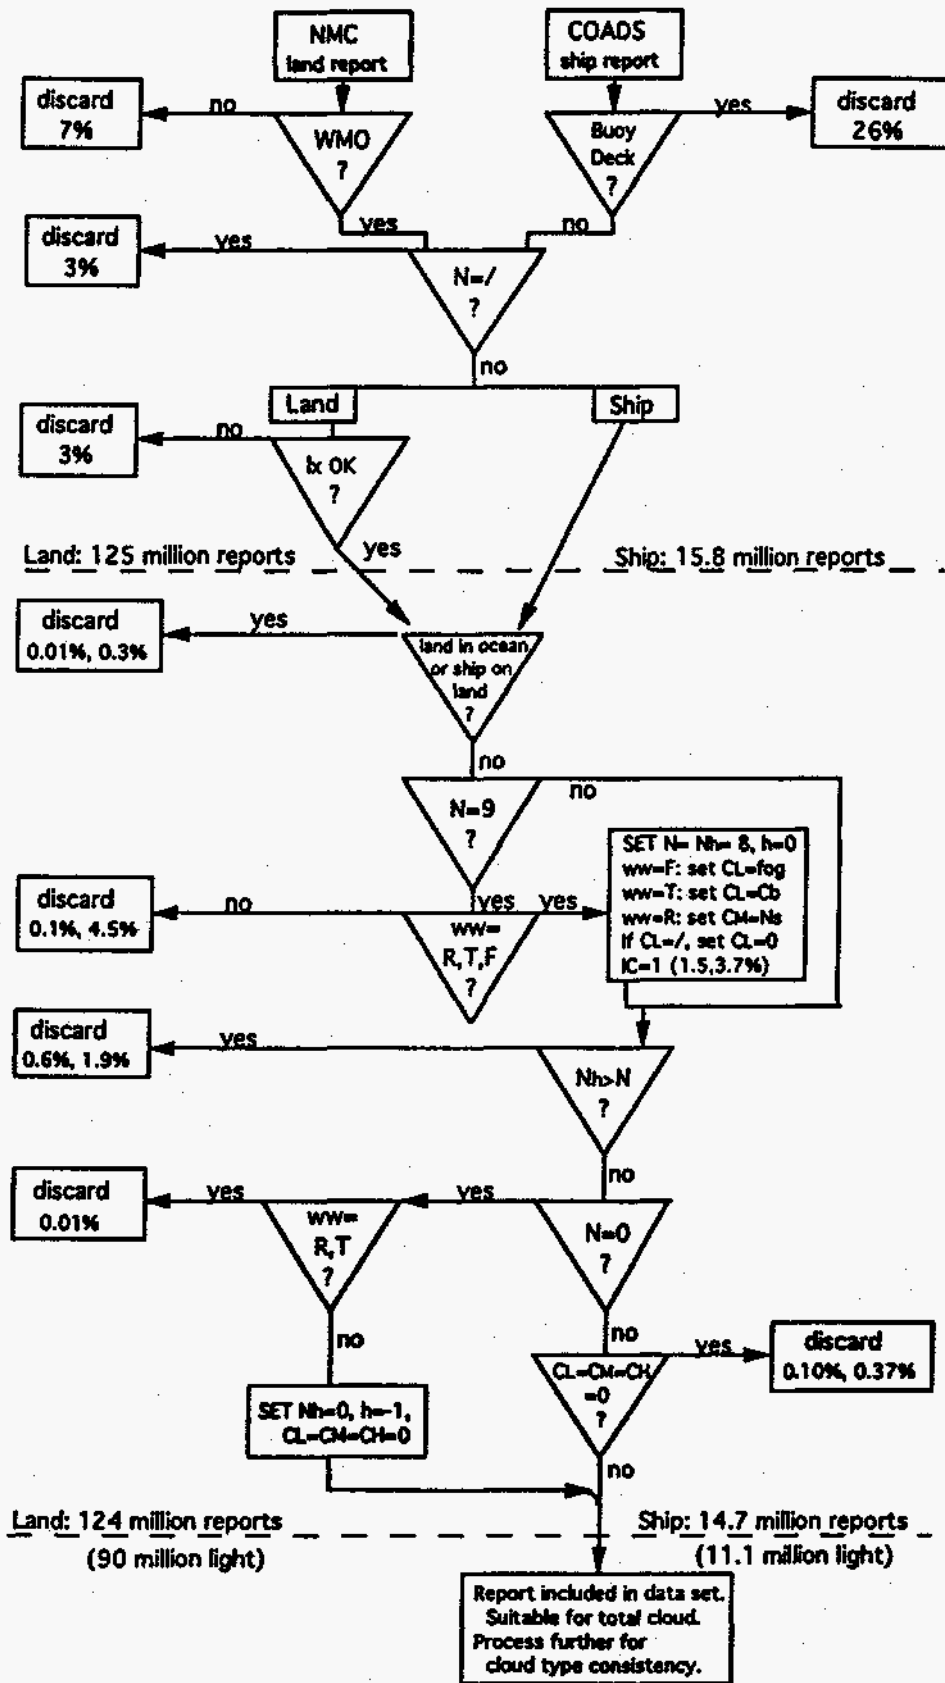 NMC
land report
COADS
ship report
discard
7%
no
WMO
?
Buoy
Deck
?
yes
discard
26%
yes
no
discard
3%
yes
N=/
?
no
Land
Ship
discard
3%
no
Ix OK
?
yes
Land: 125 million reports
Ship: 15.8 million reports
discard
0.01%, 0.3%
yes
land in ocean
or ship on
land
?
no
N=9
?
no
SET N= Nh= 8, h=0
ww=F: set CL=fog
ww=T: set CL=Cb
ww=R: set CM=Ns
If CL=/, set CL=0
IC=1 (1.5,3.7%)
discard
0.1%, 4.5%
no
yes
yes
ww=
R,T,F
?
discard
0.6%, 1.9%
yes
Nh>N
?
no
discard
0.01%
yes
ww=
R,T
?
yes
N=0
?
no
no
CL=CM=CH
=0
?
yes
discard
0.10%, 0.37%
SET Nh=0, h=-1,
CL=CM=CH=0
no
Land: 124 million reports
(90 million light)
Ship: 14.7 million reports
(11.1 million light)
Report included in data set.
Suitable for total cloud.
Process further for
cloud type consistency.